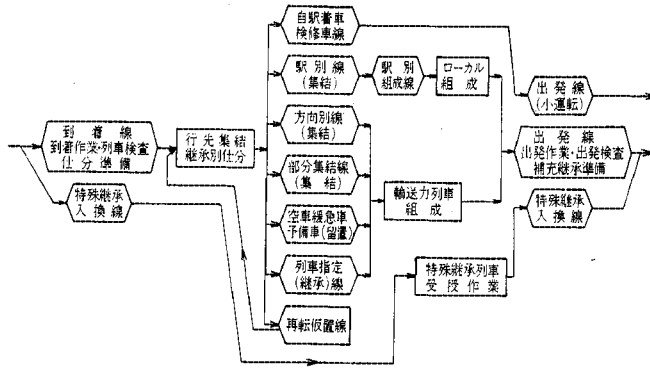 到着線
到着作業・列車検査
仕分準備
特殊継承
入換線
行先集結
継承別仕分
自駅着車
検修車線
駅別線
(集結)
駅別
組成線
ローカル
組成
方向別線
(集結)
部分集結線
(集結)
空車緩急車
予備車(留置)
列車指定
(継承)線
再転仮置線
輸送力列車
組成
特殊継承列車
受授作業
出発線
(小運転)
出発線
出発作業・出発検査
補充継承準備
特殊継承
入換線